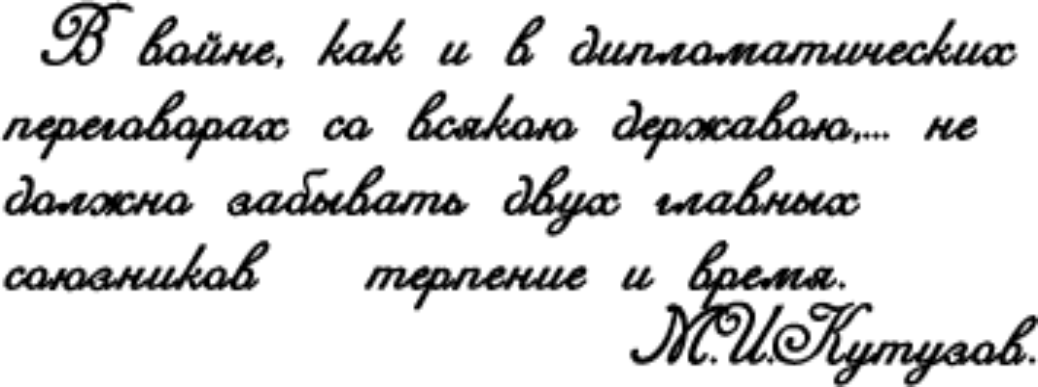 В войне, как и в дипломатических
переговорах со всякою державою,... не
должно забывать двух главных
союзников терпение и время.
М.И.Кутузов.